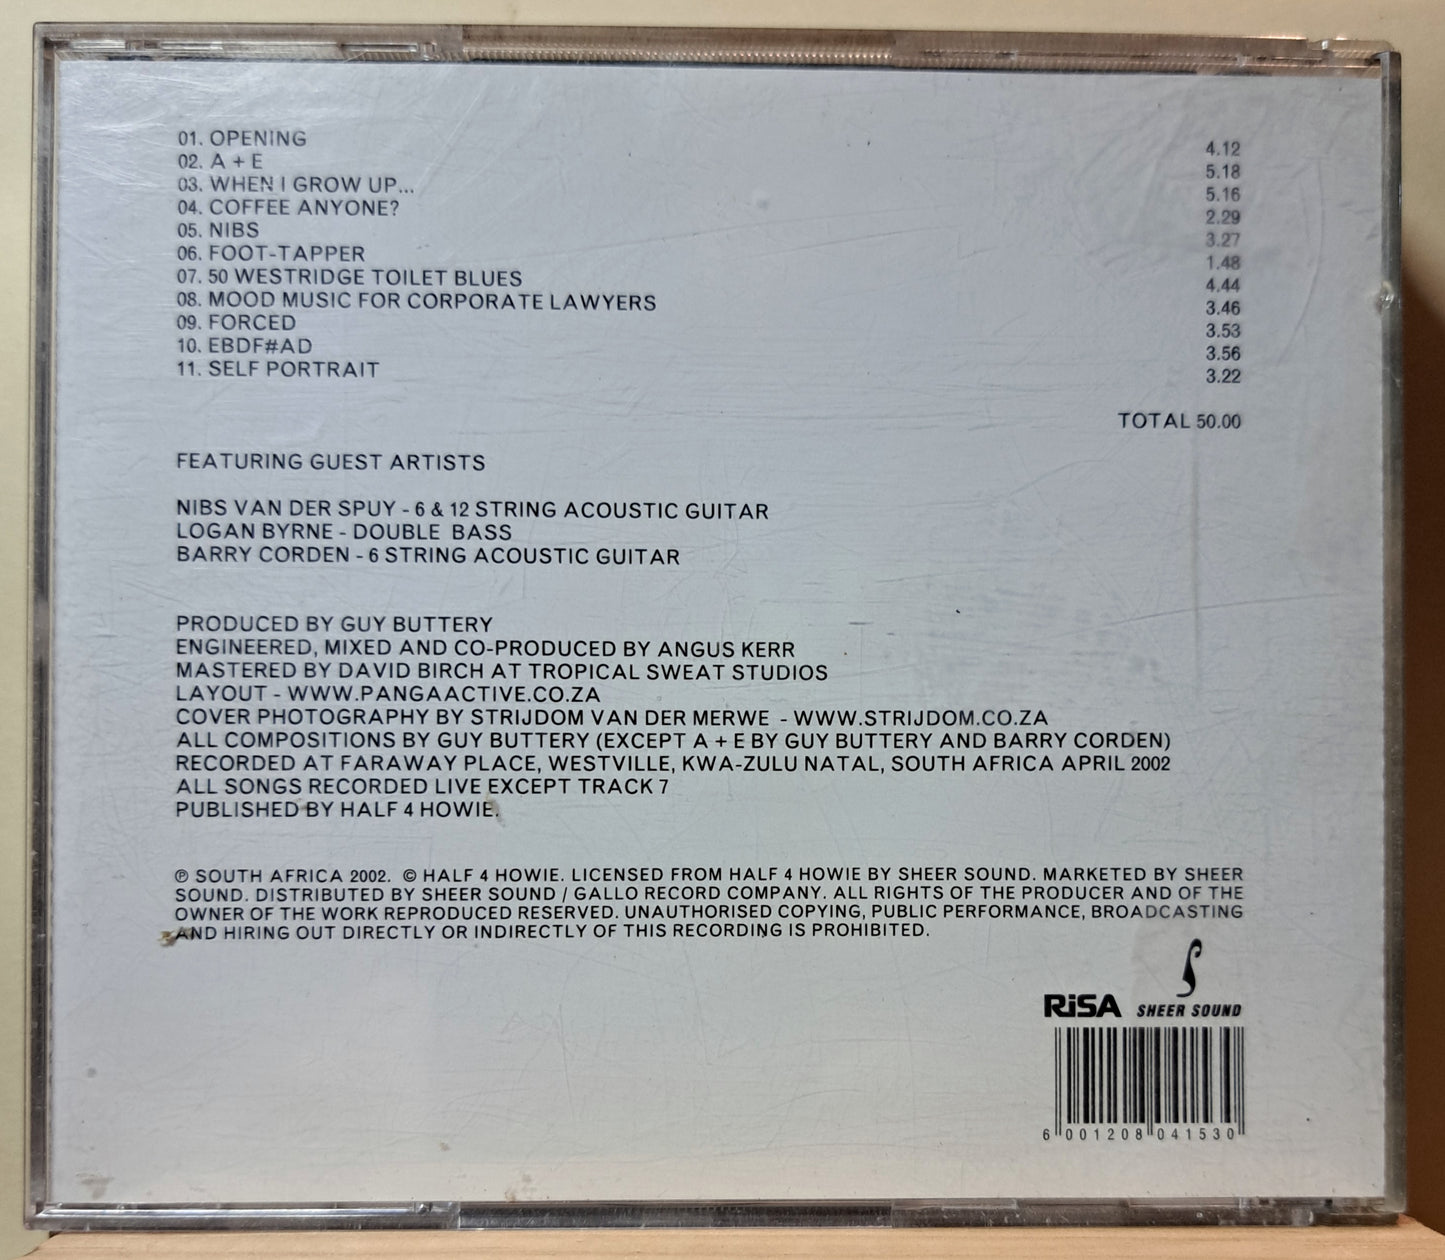 01. OPENING 4.12
02. A + E 5.18
03. WHEN I GROW UP... 5.16
04. COFFEE ANYONE? 2.29
05. NIBS 3.27
06. FOOT-TAPPER 1.48
07. 50 WESTRIDGE TOILET BLUES 4.44
08. MOOD MUSIC FOR CORPORATE LAWYERS 3.46
09. FORCED 3.53
10. EBDF#AD 3.56
11. SELF PORTRAIT 3.22
TOTAL 50.00
FEATURING GUEST ARTISTS
NIBS VAN DER SPUY - 6 & 12 STRING ACOUSTIC GUITAR
LOGAN BYRNE - DOUBLE BASS
BARRY CORDEN - 6 STRING ACOUSTIC GUITAR
PRODUCED BY GUY BUTTERY
ENGINEERED, MIXED AND CO-PRODUCED BY ANGUS KERR
MASTERED BY DAVID BIRCH AT TROPICAL SWEAT STUDIOS
LAYOUT - WWW.PANGAACTIVE.CO.ZA
COVER PHOTOGRAPHY BY STRIJDOM VAN DER MERWE - WWW.STRIJDOM.CO.ZA
ALL COMPOSITIONS BY GUY BUTTERY (EXCEPT A + E BY GUY BUTTERY AND BARRY CORDEN)
RECORDED AT FARAWAY PLACE, WESTVILLE, KWA-ZULU NATAL, SOUTH AFRICA APRIL 2002
ALL SONGS RECORDED LIVE EXCEPT TRACK 7
PUBLISHED BY HALF 4 HOWIE.
℗ SOUTH AFRICA 2002. © HALF 4 HOWIE. LICENSED FROM HALF 4 HOWIE BY SHEER SOUND. MARKETED BY SHEER
SOUND. DISTRIBUTED BY SHEER SOUND / GALLO RECORD COMPANY. ALL RIGHTS OF THE PRODUCER AND OF THE
OWNER OF THE WORK REPRODUCED RESERVED. UNAUTHORISED COPYING, PUBLIC PERFORMANCE, BROADCASTING
AND HIRING OUT DIRECTLY OR INDIRECTLY OF THIS RECORDING IS PROHIBITED.
RiSA SHEER SOUND
6 001208 041530